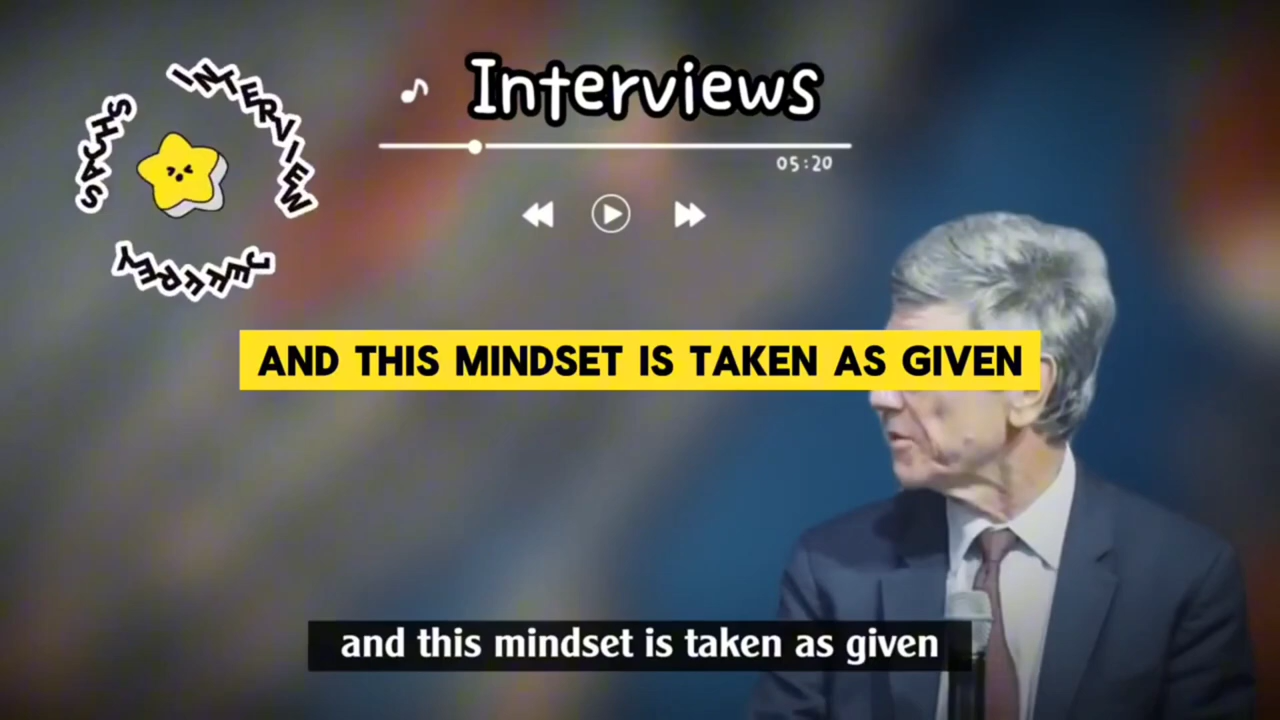 INTERVIEW
JEFFREY
SACHS
Interviews
05:20
AND THIS MINDSET IS TAKEN AS GIVEN
and this mindset is taken as given